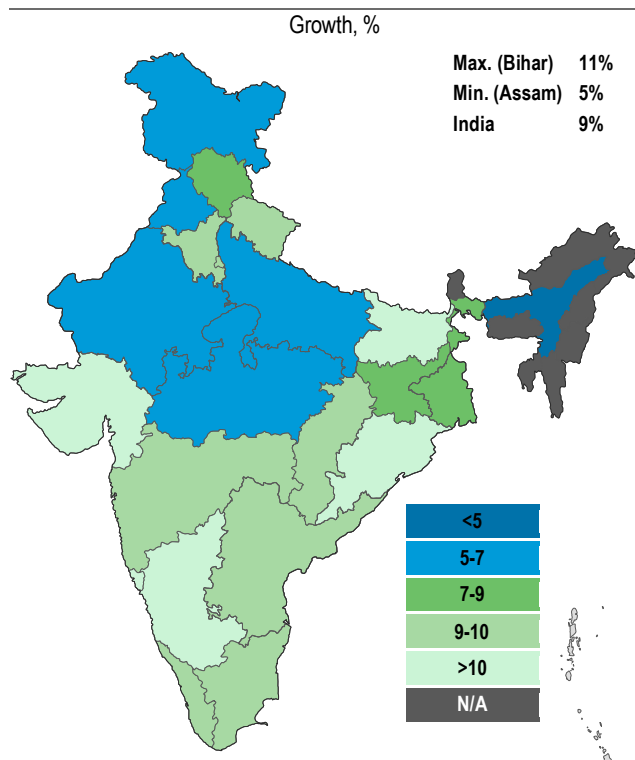 Growth, %
Max. (Bihar) 11%
Min. (Assam) 5%
India 9%
<5
5-7
7-9
9-10
>10
N/A